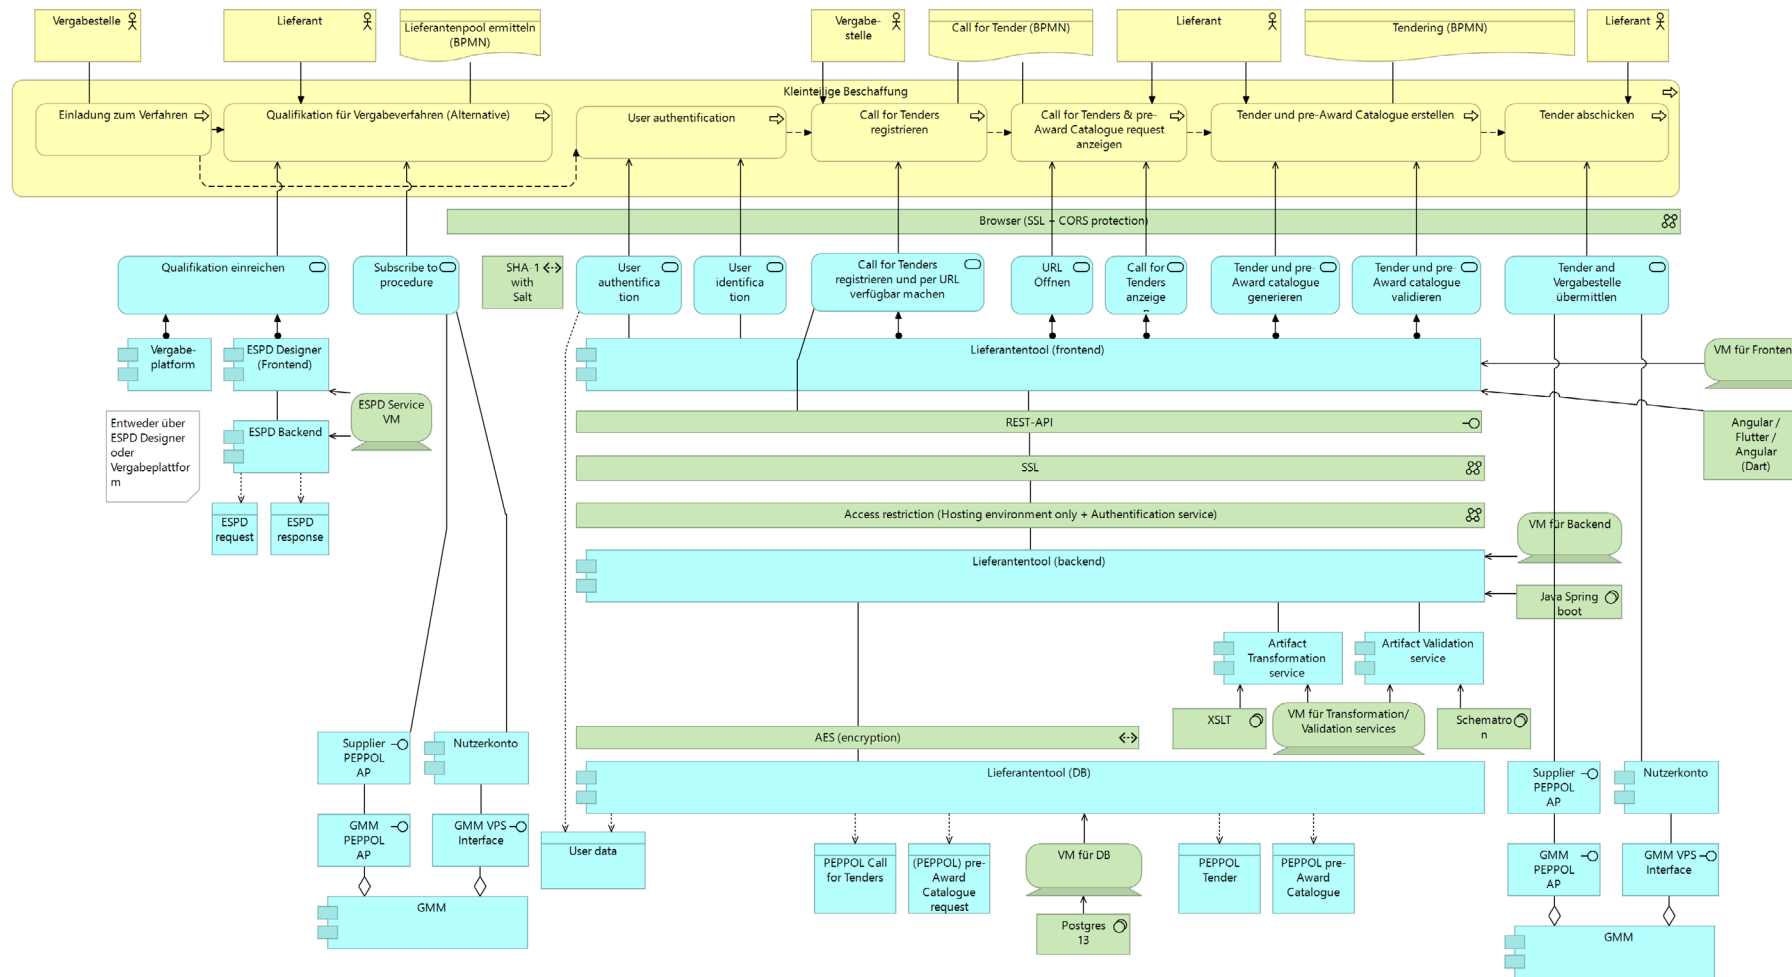 Vergabestelle
Lieferant
Lieferantenpool ermitteln
(BPMN)
Vergabe-
stelle
Call for Tender (BPMN)
Lieferant
Tendering (BPMN)
Lieferant
Kleinteilige Beschaffung
Einladung zum Verfahren
Qualifikation für Vergabeverfahren (Alternative)
User authentication
Call for Tenders
registrieren
Call for Tenders & pre-
Award Catalogue request
anzeigen
Tender und pre-Award Catalogue erstellen
Tender abschicken
Browser (SSL + CORS protection)
Qualifikation einreichen
Subscribe to
procedure
SHA-1
with
Salt
User
authentifica
tion
User
identifica
tion
Call for Tenders
registrieren und per URL
verfügbar machen
URL
Öffnen
Call for
Tenders
anzeige
Tender und pre-
Award catalogue
generieren
Tender und pre-
Award catalogue
validieren
Tender and
Vergabestelle
übermittlen
Vergabe-
platform
ESPD Designer
(Frontend)
Lieferantentool (frontend)
VM für Fronten
ESPD Service
VM
Entweder über
ESPD Designer
oder
Vergabeplattfor
m
ESPD Backend
REST-API
Angular /
Flutter /
Angular
(Dart)
SSL
ESPD
request
ESPD
response
Access restriction (Hosting environment only + Authentification service)
VM für Backend
Lieferantentool (backend)
Java Spring
boot
Artifact
Transformation
service
Artifact Validation
service
XSLT
VM für Transformation/
Validation services
Schematro
n
AES (encryption)
Supplier
PEPPOL
AP
Nutzerkonto
Lieferantentool (DB)
Supplier
PEPPOL
AP
Nutzerkonto
GMM
PEPPOL
AP
GMM VPS
Interface
User data
PEPPOL Call
for Tenders
(PEPPOL) pre-
Award
Catalogue
request
VM für DB
PEPPOL
Tender
PEPPOL pre-
Award
Catalogue
GMM
PEPPOL
AP
GMM VPS
Interface
GMM
Postgres
13
GMM